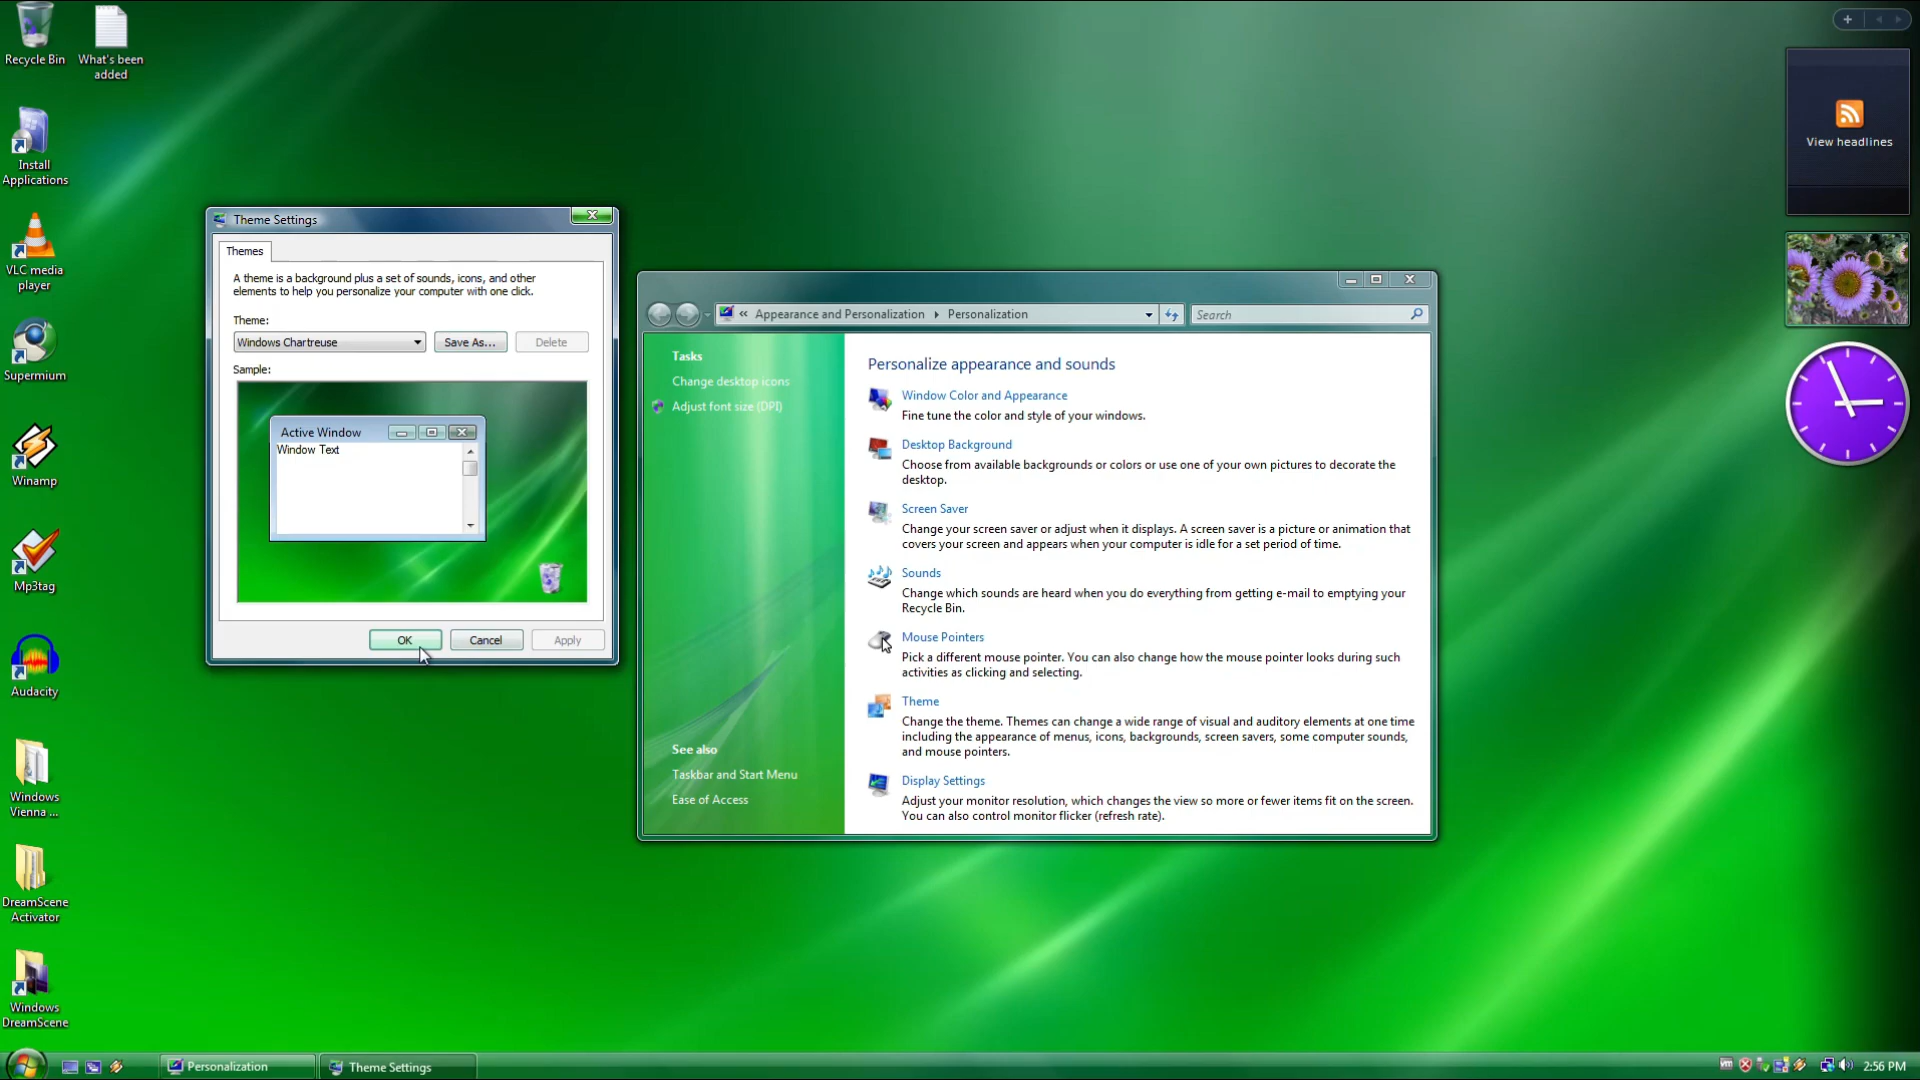 Recycle Bin
What's been
added
Install
Applications
VLC media
player
Supermium
Winamp
Mp3tag
Audacity
Windows
Vienna ...
DreamScene
Activator
Windows
DreamScene
Theme Settings
Themes
A theme is a background plus a set of sounds, icons, and other
elements to help you personalize your computer with one click.
Theme:
Windows Chartreuse
Save As...
Delete
Sample:
Active Window
Window Text
OK
Cancel
Apply
« Appearance and Personalization
Personalization
Search
Tasks
Change desktop icons
Adjust font size (DPI)
See also
Taskbar and Start Menu
Ease of Access
Personalize appearance and sounds
Window Color and Appearance
Fine tune the color and style of your windows.
Desktop Background
Choose from available backgrounds or colors or use one of your own pictures to decorate the
desktop.
Screen Saver
Change your screen saver or adjust when it displays. A screen saver is a picture or animation that
covers your screen and appears when your computer is idle for a set period of time.
Sounds
Change which sounds are heard when you do everything from getting e-mail to emptying your
Recycle Bin.
Mouse Pointers
Pick a different mouse pointer. You can also change how the mouse pointer looks during such
activities as clicking and selecting.
Theme
Change the theme. Themes can change a wide range of visual and auditory elements at one time
including the appearance of menus, icons, backgrounds, screen savers, some computer sounds,
and mouse pointers.
Display Settings
Adjust your monitor resolution, which changes the view so more or fewer items fit on the screen.
You can also control monitor flicker (refresh rate).
View headlines
Personalization
Theme Settings
vm
2:56 PM